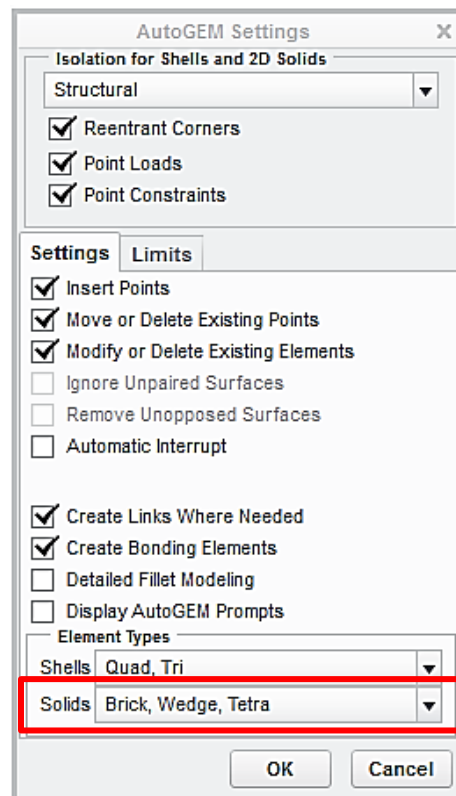 AutoGEM Settings X
Isolation for Shells and 2D Solids
Structural
Reentrant Corners
Point Loads
Point Constraints
Settings Limits
Insert Points
Move or Delete Existing Points
Modify or Delete Existing Elements
Ignore Unpaired Surfaces
Remove Unopposed Surfaces
Automatic Interrupt
Create Links Where Needed
Create Bonding Elements
Detailed Fillet Modeling
Display AutoGEM Prompts
Element Types
Shells Quad, Tri
Solids Brick, Wedge, Tetra
OK Cancel